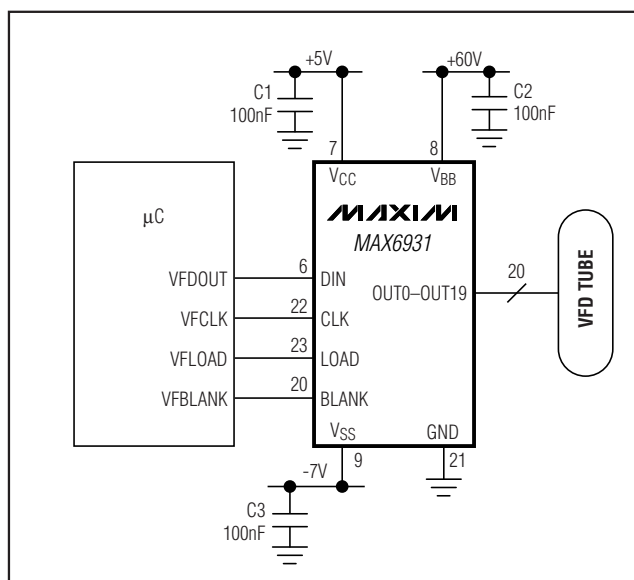 +5V
+60V
C1
100nF
C2
100nF
7
8
VCC
VBB
µC
MAXIM
MAX6931
VFDOUT
6
DIN
OUT0–OUT19
20
VFD TUBE
VFCLK
22
CLK
VFLOAD
23
LOAD
VFBLANK
20
BLANK
VSS
GND
9
21
-7V
C3
100nF